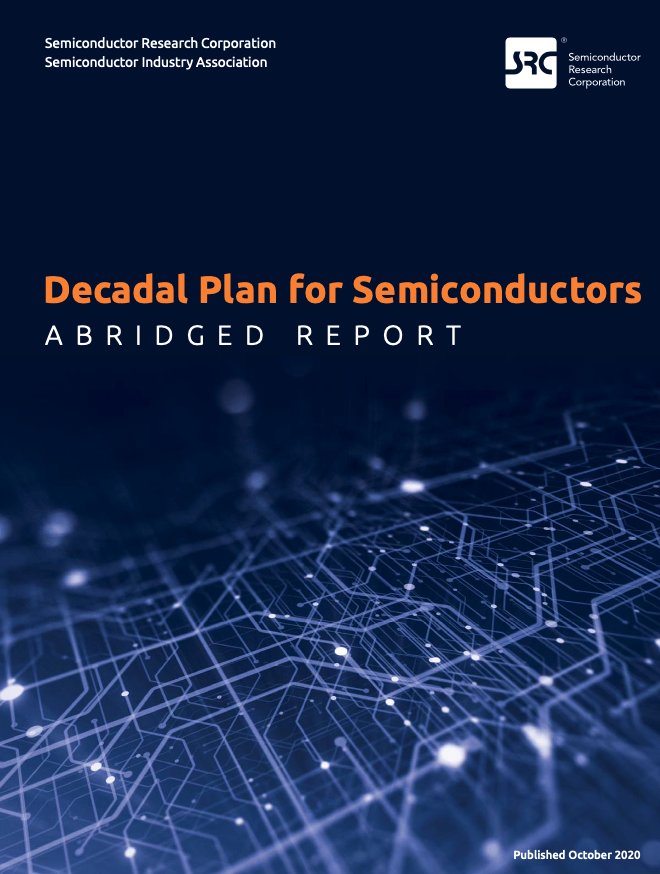 Semiconductor Research Corporation
Semiconductor Industry Association
SRC®
Semiconductor
Research
Corporation
Decadal Plan for Semiconductors
ABRIDGED REPORT
Published October 2020